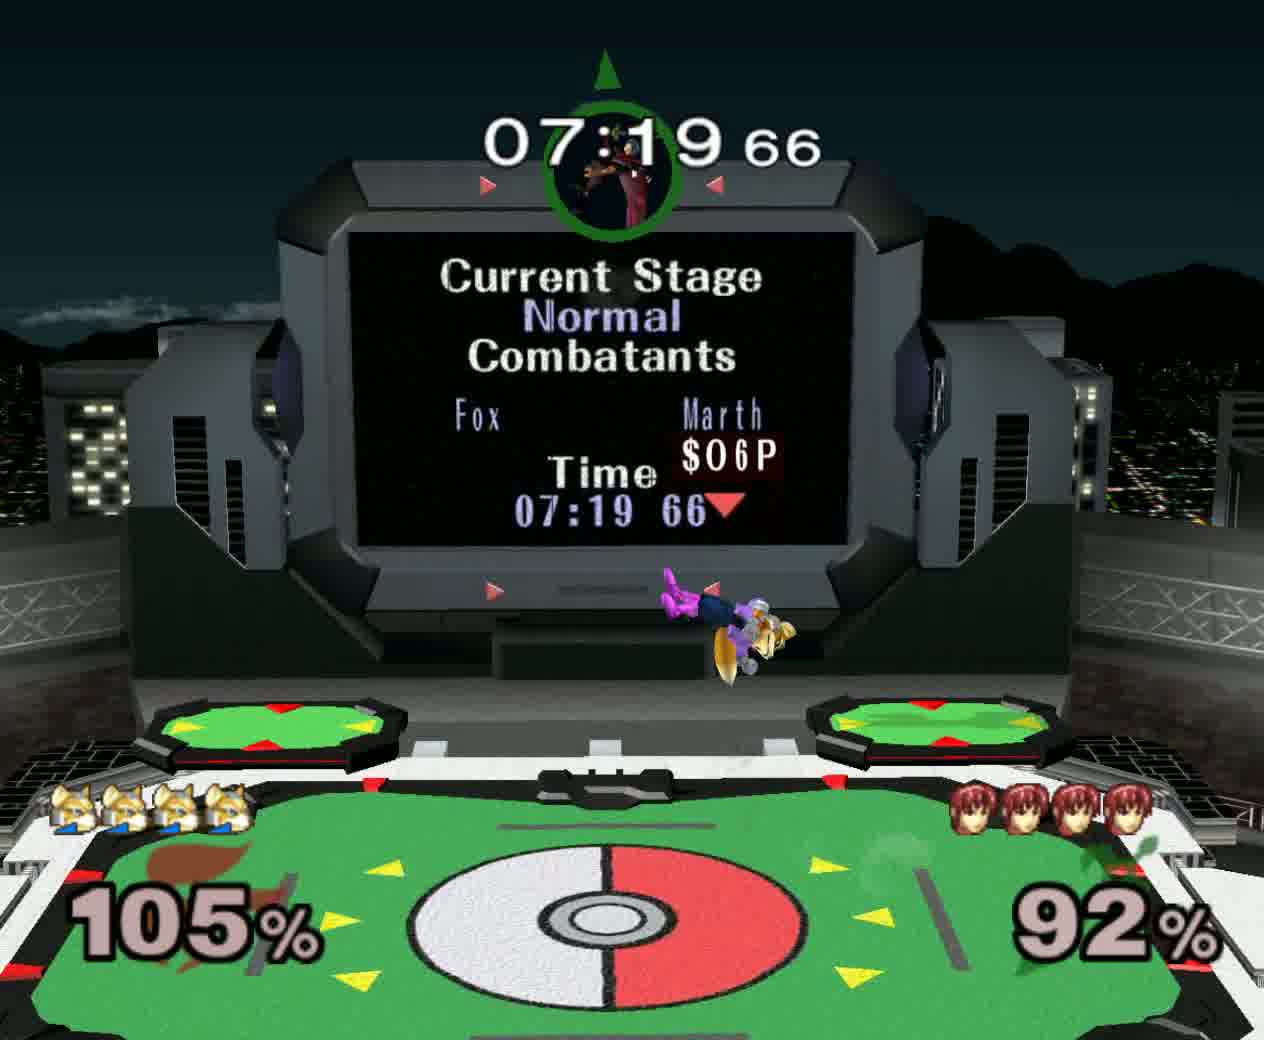 07:19 66
Current Stage
Normal
Combatants
Fox Marth
$06P
Time
07:19 66
105%
92%